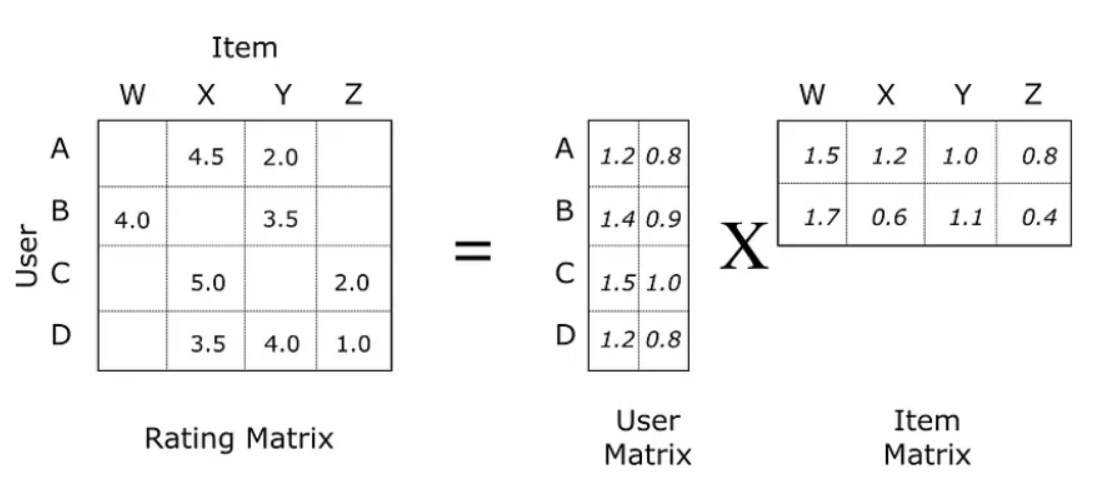 Item
W X Y Z W X Y Z
A 4.5 2.0 A 1.2 0.8 1.5 1.2 1.0 0.8
B 4.0 3.5 B 1.4 0.9 1.7 0.6 1.1 0.4
User
= X
C 5.0 2.0 C 1.5 1.0
D 3.5 4.0 1.0 D 1.2 0.8
Rating Matrix
User
Matrix
Item
Matrix